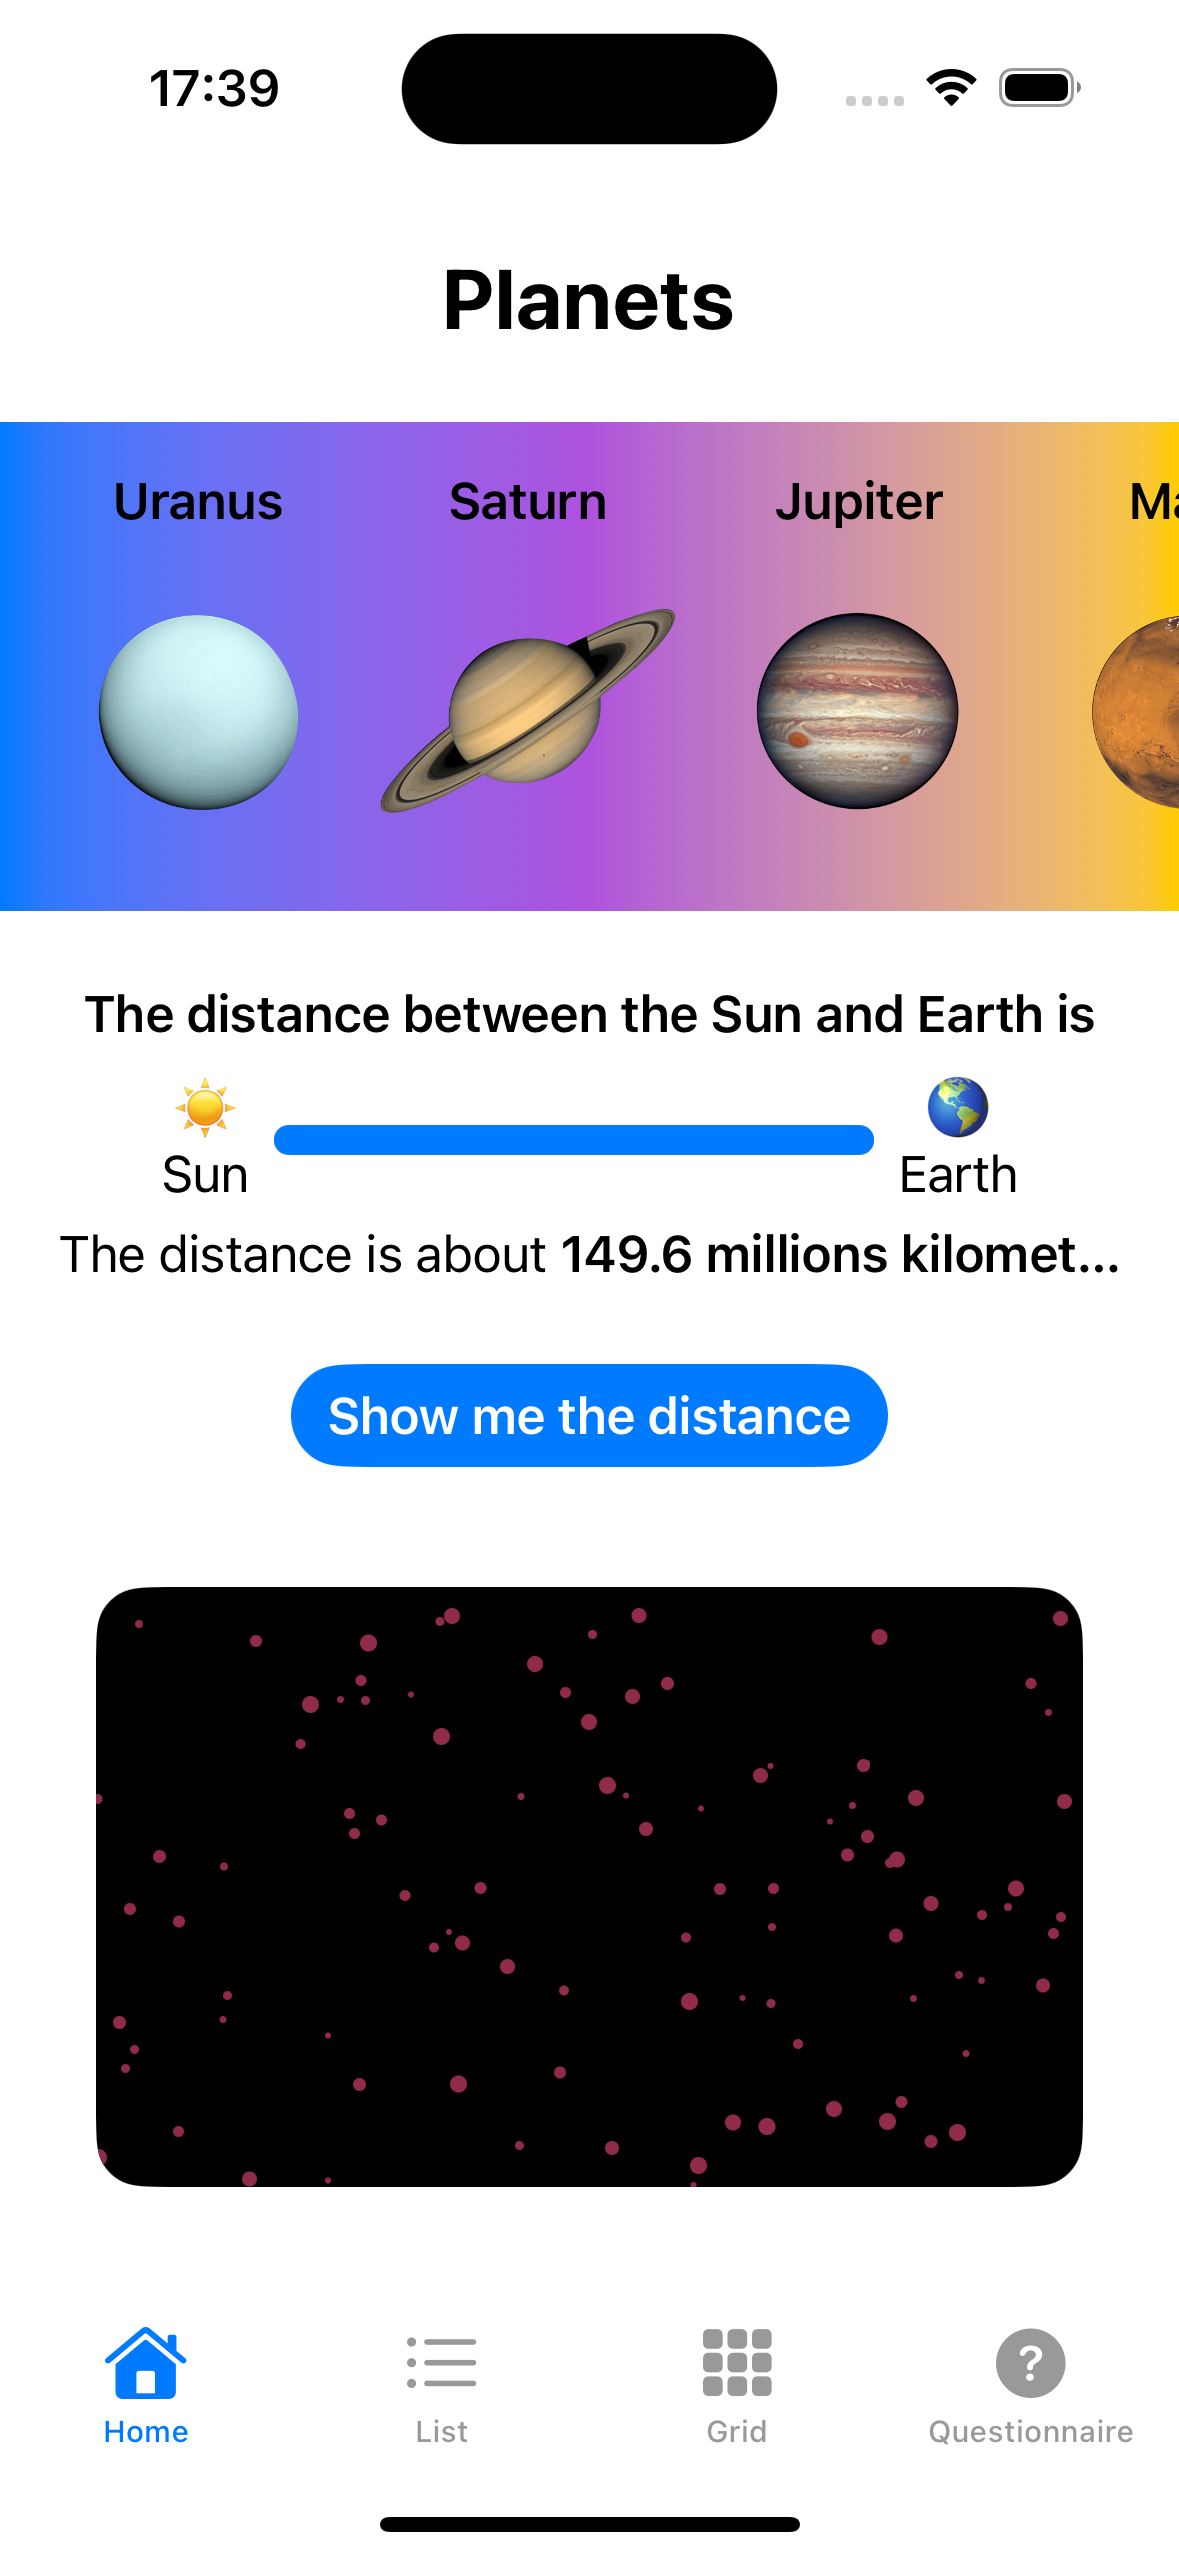 17:39
Planets
Uranus Saturn Jupiter Ma
The distance between the Sun and Earth is
Sun Earth
The distance is about 149.6 millions kilomet...
Show me the distance
Home List Grid Questionnaire